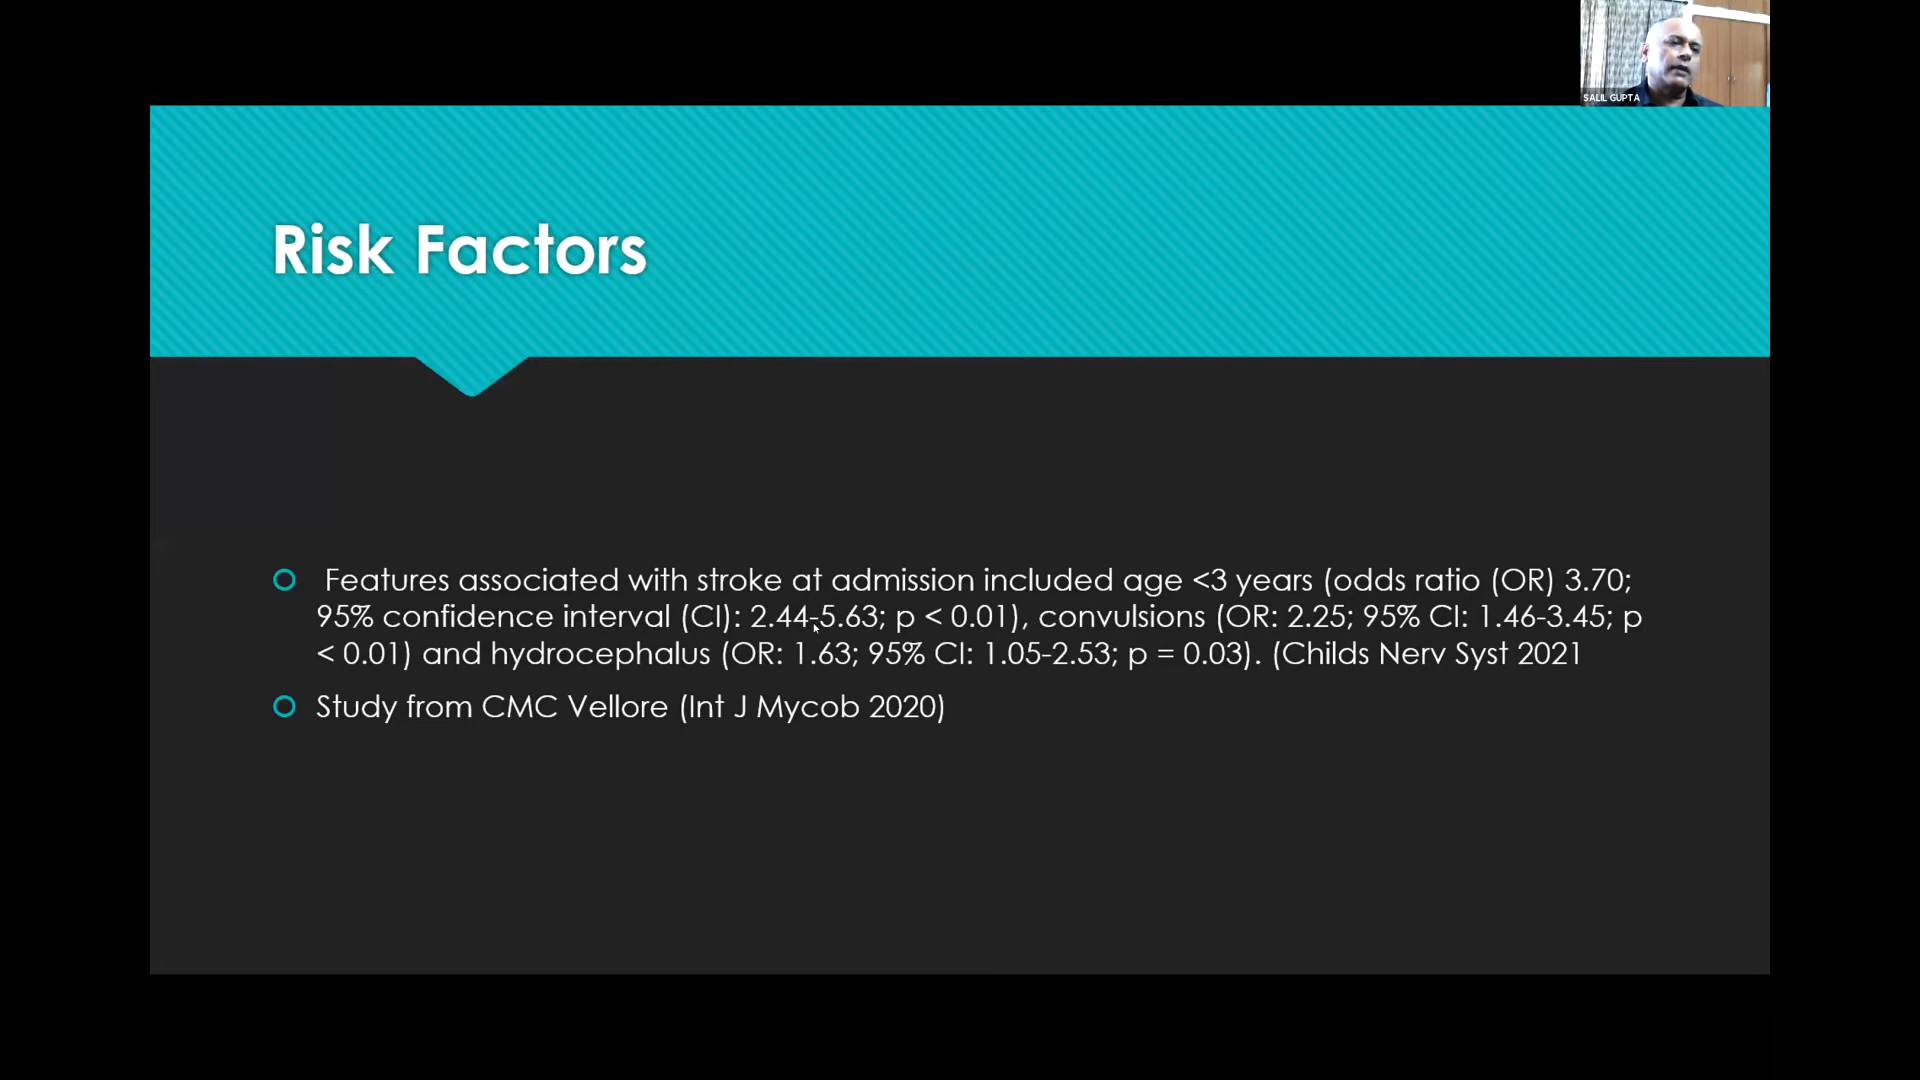 SALIL GUPTA
Risk Factors
Features associated with stroke at admission included age <3 years (odds ratio (OR) 3.70;
95% confidence interval (CI): 2.44-5.63; p < 0.01), convulsions (OR: 2.25; 95% CI: 1.46-3.45; p
< 0.01) and hydrocephalus (OR: 1.63; 95% CI: 1.05-2.53; p = 0.03). (Childs Nerv Syst 2021
Study from CMC Vellore (Int J Mycob 2020)